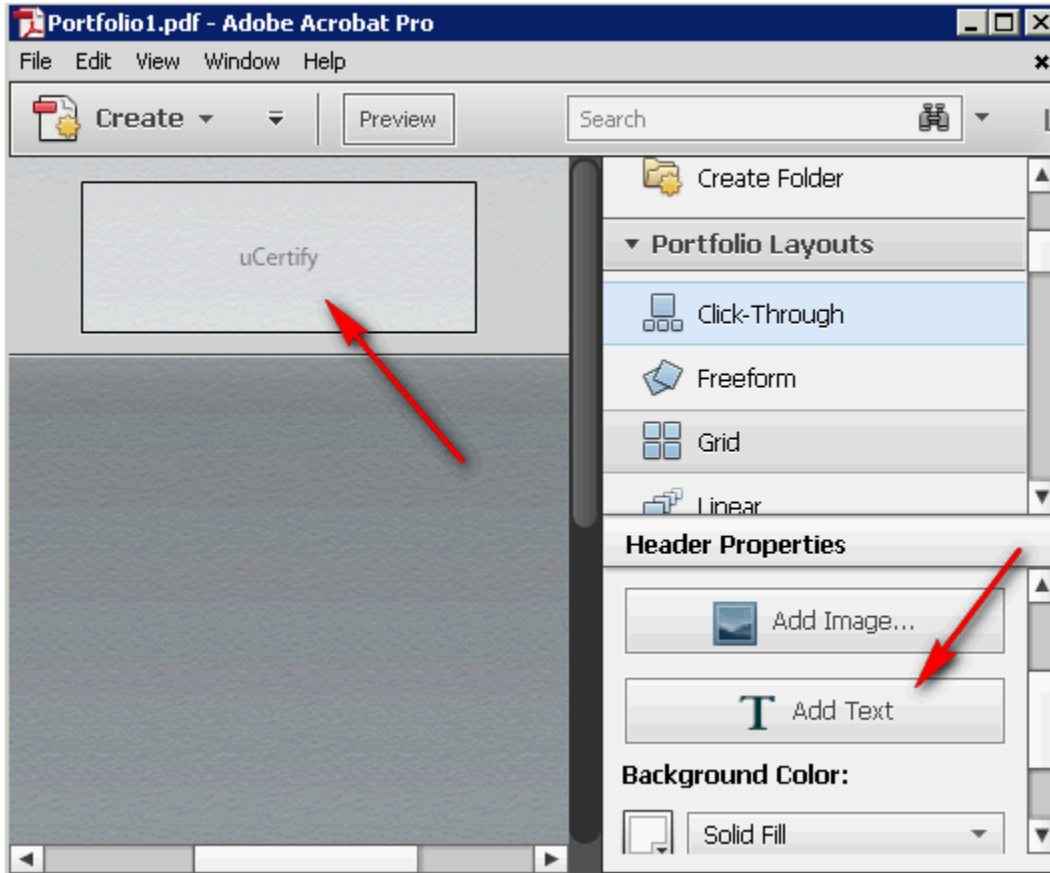 Portfolio1.pdf - Adobe Acrobat Pro
File Edit View Window Help
Create Preview Search
uCertify
Create Folder
Portfolio Layouts
Click-Through
Freeform
Grid
Linear
Header Properties
Add Image...
T Add Text
Background Color:
Solid Fill